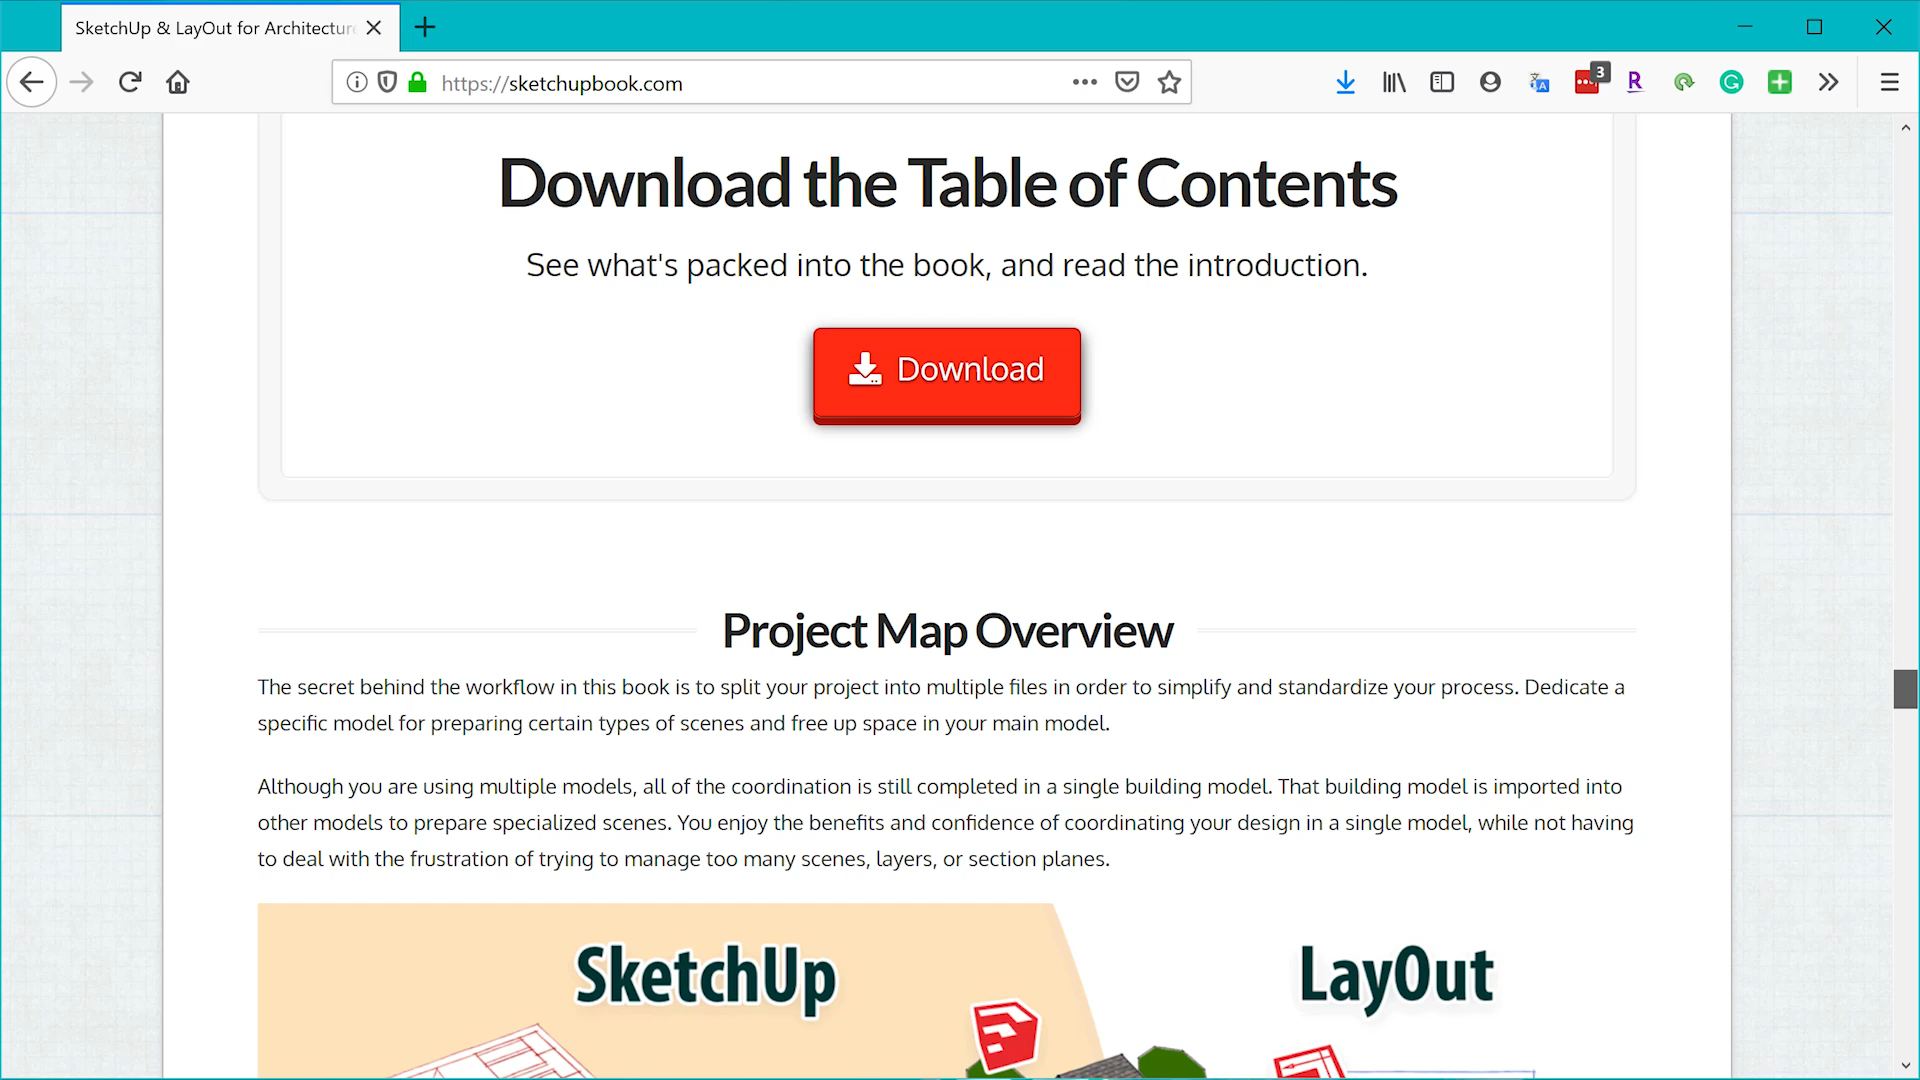 SketchUp & LayOut for Architectur
https://sketchupbook.com
3
Download the Table of Contents
See what's packed into the book, and read the introduction.
Download
Project Map Overview
The secret behind the workflow in this book is to split your project into multiple files in order to simplify and standardize your process. Dedicate a
specific model for preparing certain types of scenes and free up space in your main model.
Although you are using multiple models, all of the coordination is still completed in a single building model. That building model is imported into
other models to prepare specialized scenes. You enjoy the benefits and confidence of coordinating your design in a single model, while not having
to deal with the frustration of trying to manage too many scenes, layers, or section planes.
SketchUp
LayOut